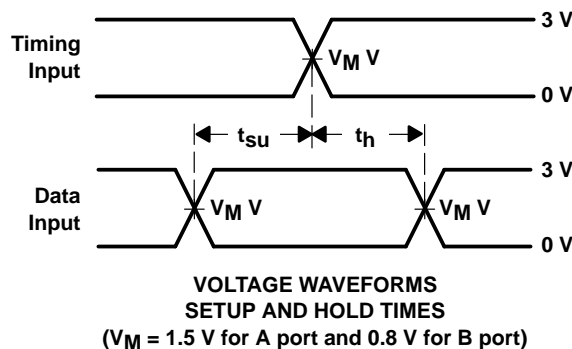 3 V
Timing
Input
VM V
0 V
tsu
th
3 V
Data
Input
VM V
VM V
0 V
VOLTAGE WAVEFORMS
SETUP AND HOLD TIMES
(VM = 1.5 V for A port and 0.8 V for B port)